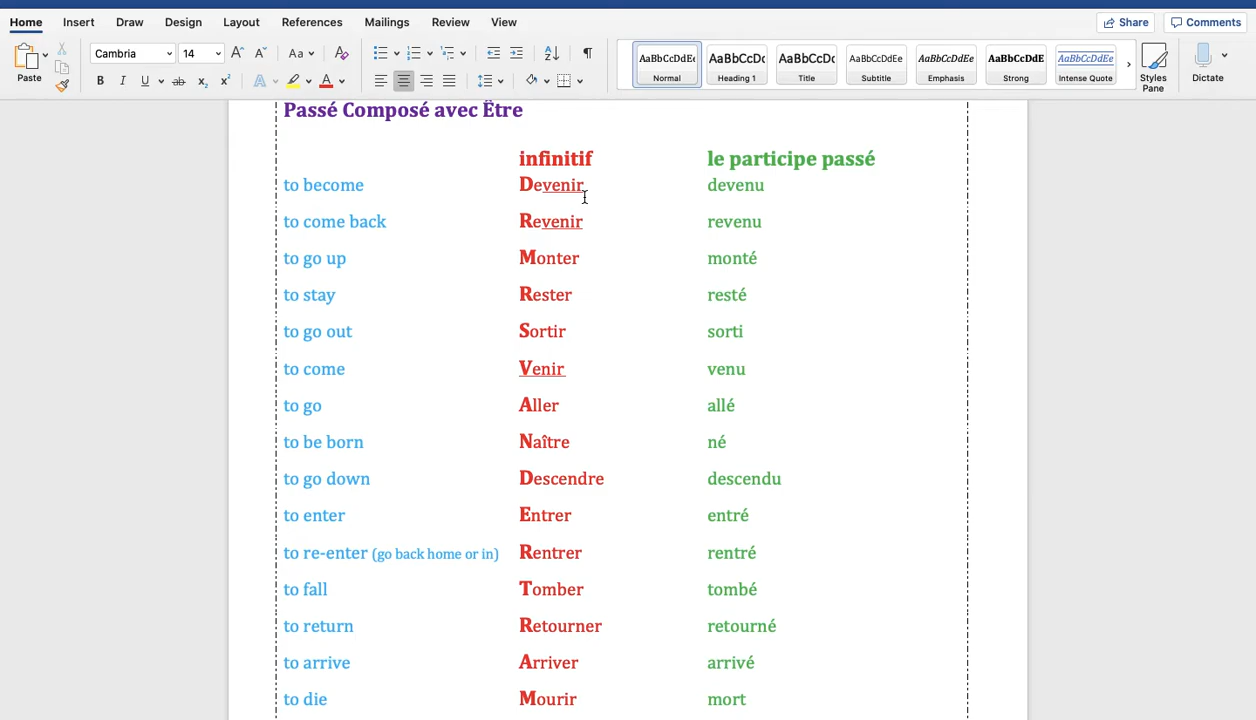 Home Insert Draw Design Layout References Mailings Review View Share Comments
Paste Cambria 14 A A Aa A AaBbCcDdEe AaBbCcDc AaBbCcDc AaBbCcDdEe AaBbCcDdEe AaBbCcDdE AaBbCcDdEe Styles Pane Dictate
B I U ab x₂ x² A A Normal Heading 1 Title Subtitle Emphasis Strong Intense Quote
Passé Composé avec Être
infinitif le participe passé
to become Devenir devenu
to come back Revenir revenu
to go up Monter monté
to stay Rester resté
to go out Sortir sorti
to come Venir venu
to go Aller allé
to be born Naître né
to go down Descendre descendu
to enter Entrer entré
to re-enter (go back home or in) Rentrer rentré
to fall Tomber tombé
to return Retourner retourné
to arrive Arriver arrivé
to die Mourir mort